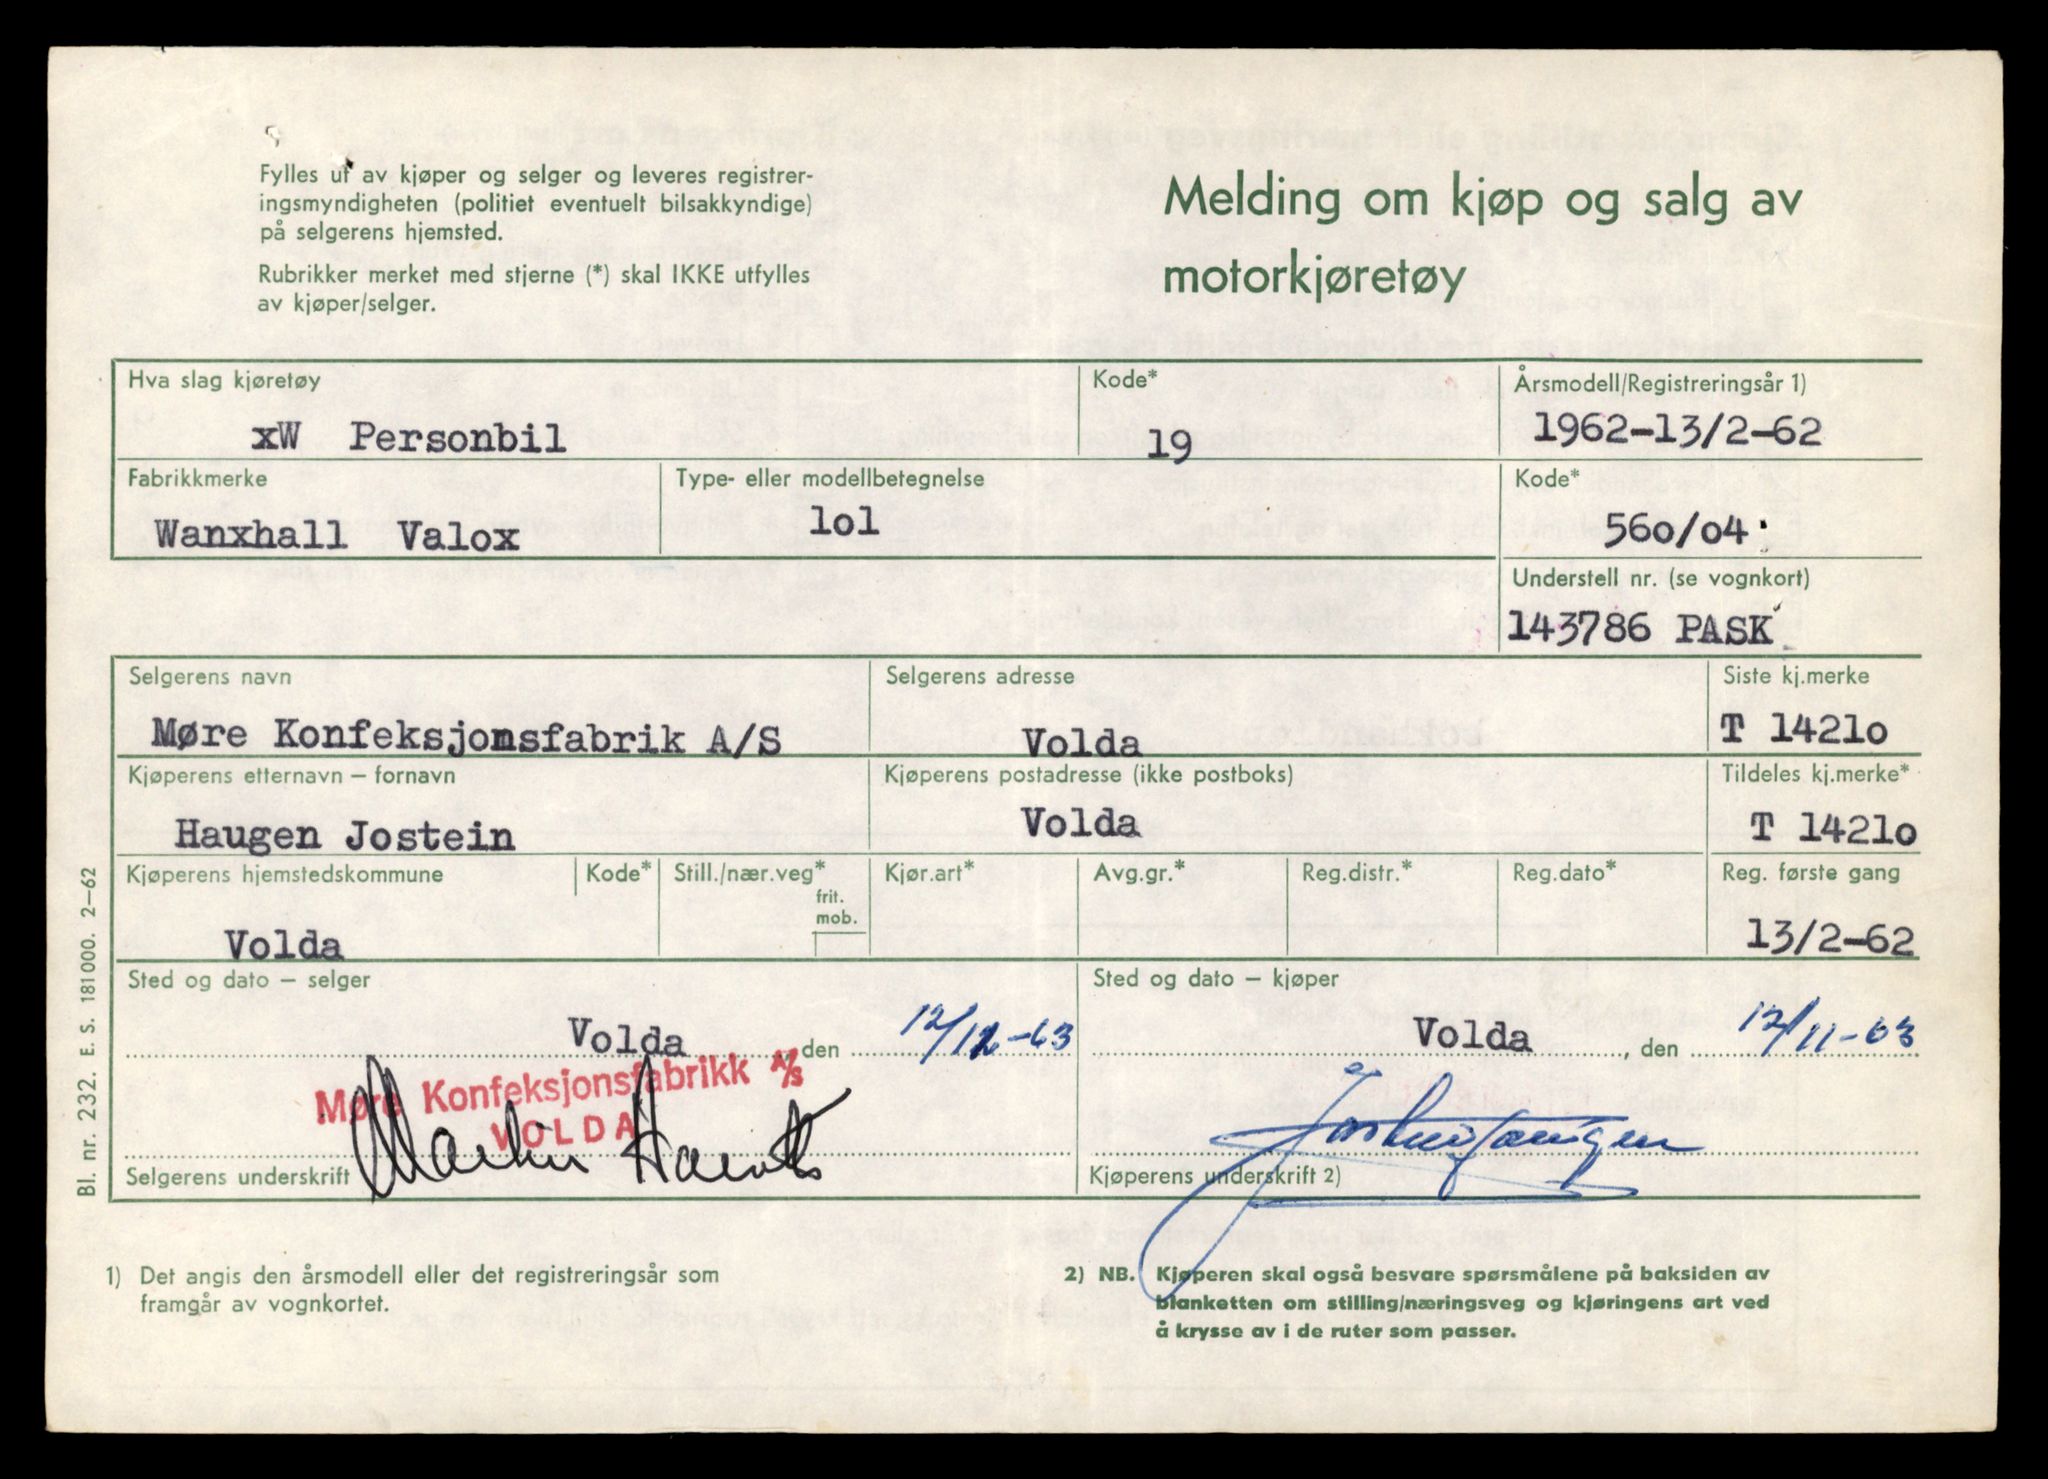 Fylles ut av kjøper og selger og leveres registrer-
ingsmyndigheten (politiet eventuelt bilsakkyndige)
på selgerens hjemsted.
Rubrikker merket med stjerne (*) skal IKKE utfylles
av kjøper/selger.
Melding om kjøp og salg av
motorkjøretøy
Hva slag kjøretøy
xW Personbil
Kode*
19
Årsmodell/Registreringsår 1)
1962-13/2-62
Fabrikkmerke
Wanxhall Valox
Type- eller modellbetegnelse
lol
Kode*
56o/o4
Understell nr. (se vognkort)
143786 PASK
Selgerens navn
Møre Konfeksjonsfabrik A/S
Selgerens adresse
Volda
Siste kj.merke
T 1421o
Kjøperens etternavn – fornavn
Haugen Jostein
Kjøperens postadresse (ikke postboks)
Volda
Tildeles kj.merke*
T 1421o
Kjøperens hjemstedskommune
Volda
Kode*
Still./nær.veg*
frit.
mob.
Kjør.art*
Avg.gr.*
Reg.distr.*
Reg.dato*
Reg. første gang
13/2-62
Sted og dato – selger
Volda, den 12/12-63
Møre Konfeksjonsfabrikk A/S
VOLDA
Martin
Selgerens underskrift
Sted og dato – kjøper
Volda, den 12/11-63
Jostein Haugen
Kjøperens underskrift 2)
Bl. nr. 232. E. S. 181000. 2–62
1) Det angis den årsmodell eller det registreringsår som
framgår av vognkortet.
2) NB. Kjøperen skal også besvare spørsmålene på baksiden av
blanketten om stilling/næringsveg og kjøringens art ved
å krysse av i de ruter som passer.